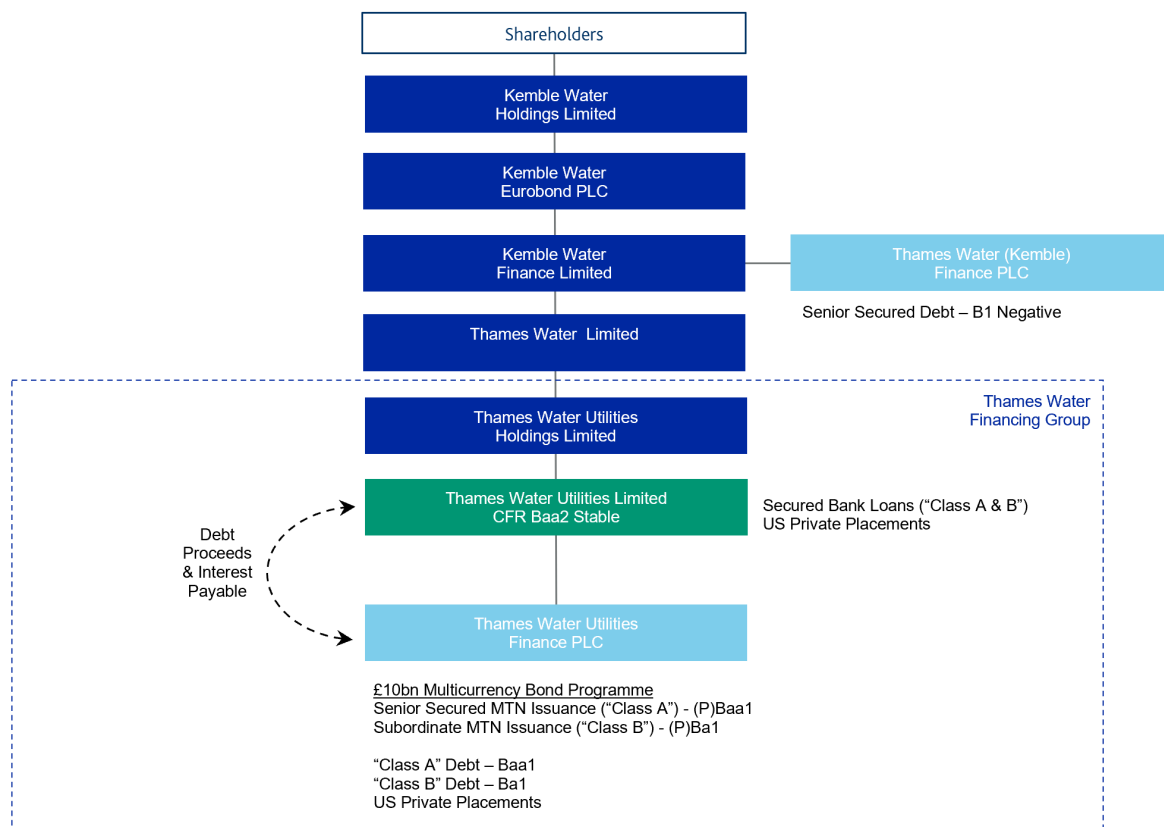 Shareholders
Kemble Water
Holdings Limited
Kemble Water
Eurobond PLC
Kemble Water
Finance Limited
Thames Water (Kemble)
Finance PLC
Senior Secured Debt – B1 Negative
Thames Water Limited
Thames Water
Financing Group
Thames Water Utilities
Holdings Limited
Thames Water Utilities Limited
CFR Baa2 Stable
Secured Bank Loans (“Class A & B”)
US Private Placements
Debt
Proceeds
& Interest
Payable
Thames Water Utilities
Finance PLC
£10bn Multicurrency Bond Programme
Senior Secured MTN Issuance (“Class A”) - (P)Baa1
Subordinate MTN Issuance (“Class B”) - (P)Ba1
“Class A” Debt – Baa1
“Class B” Debt – Ba1
US Private Placements